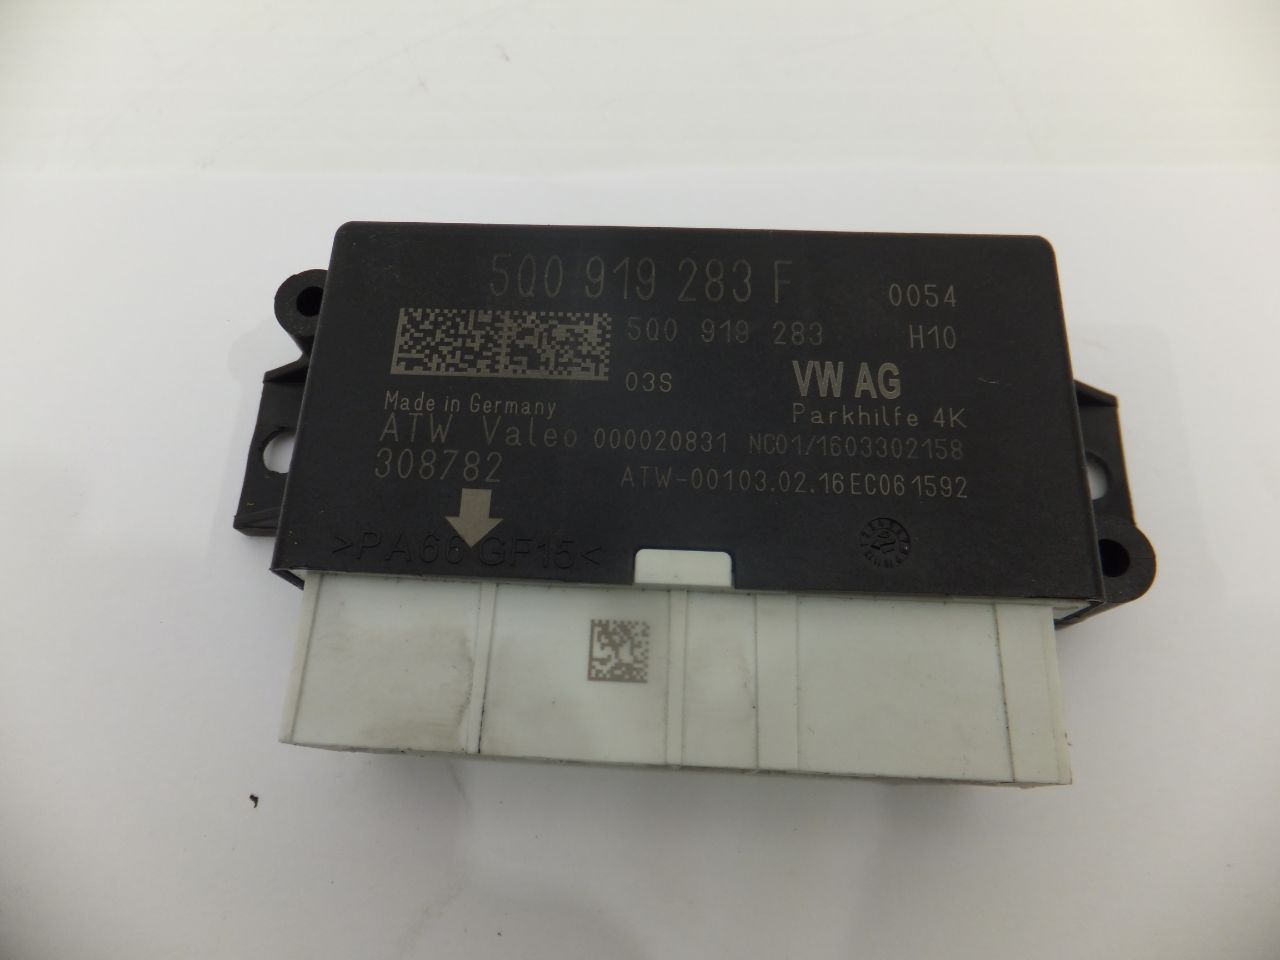 5Q0 919 283 F
0054
5Q0 919 283
H10
03S
VW AG
Made in Germany
Parkhilfe 4K
ATW Valeo 000020831 NC01/1603302158
308782
ATW-00103.02.16EC061592
>PA66 GF15<